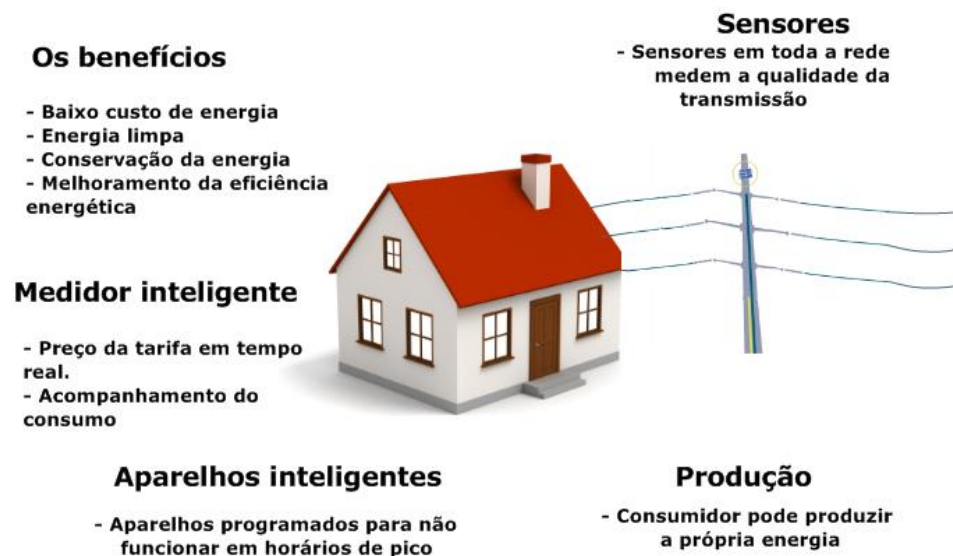 Os benefícios
- Baixo custo de energia
- Energia limpa
- Conservação da energia
- Melhoramento da eficiência
energética
Sensores
- Sensores em toda a rede
medem a qualidade da
transmissão
Medidor inteligente
- Preço da tarifa em tempo
real.
- Acompanhamento do
consumo
Aparelhos inteligentes
- Aparelhos programados para não
funcionar em horários de pico
Produção
- Consumidor pode produzir
a própria energia